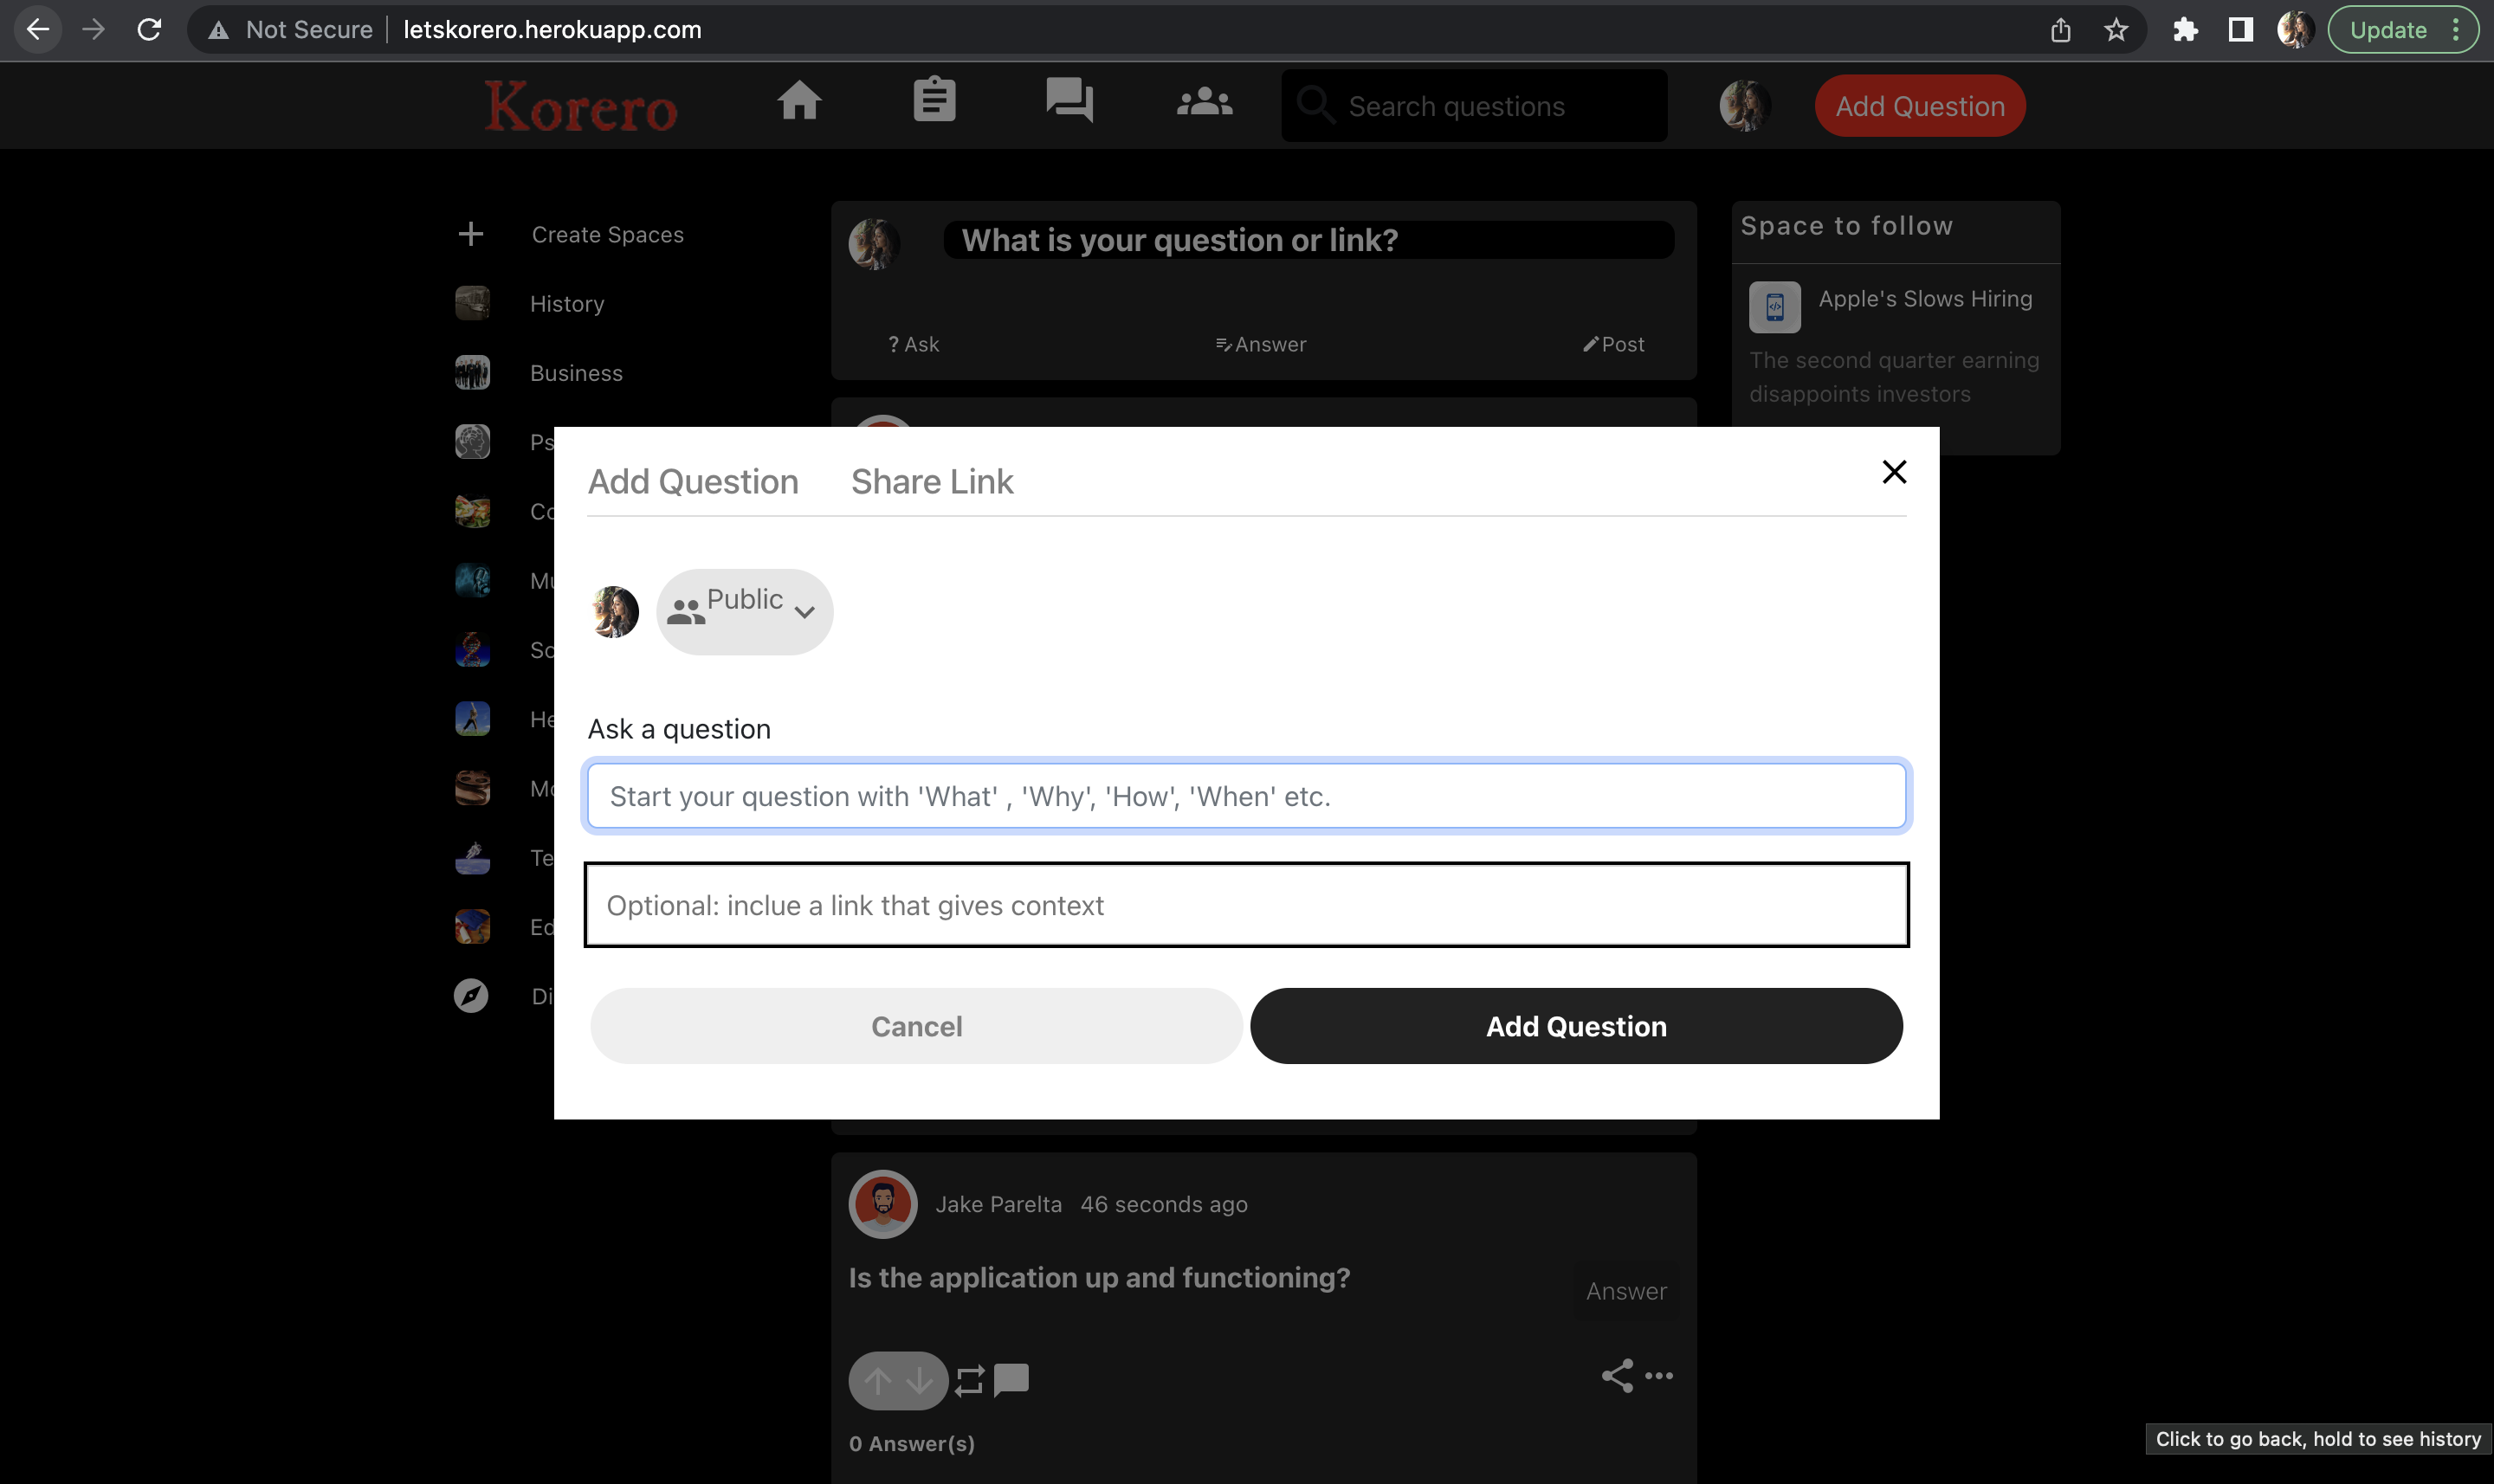 Not Secure letskorero.herokuapp.com Update
Korero Search questions Add Question
Create Spaces
History
Business
Ps
Co
Mu
Sc
He
Mo
Te
Ed
Di
What is your question or link?
? Ask Answer Post
Space to follow
Apple's Slows Hiring
The second quarter earning
disappoints investors
Add Question Share Link
Public
Ask a question
Start your question with 'What' , 'Why', 'How', 'When' etc.
Optional: inclue a link that gives context
Cancel Add Question
Jake Parelta 46 seconds ago
Is the application up and functioning?
Answer
0 Answer(s)
Click to go back, hold to see history